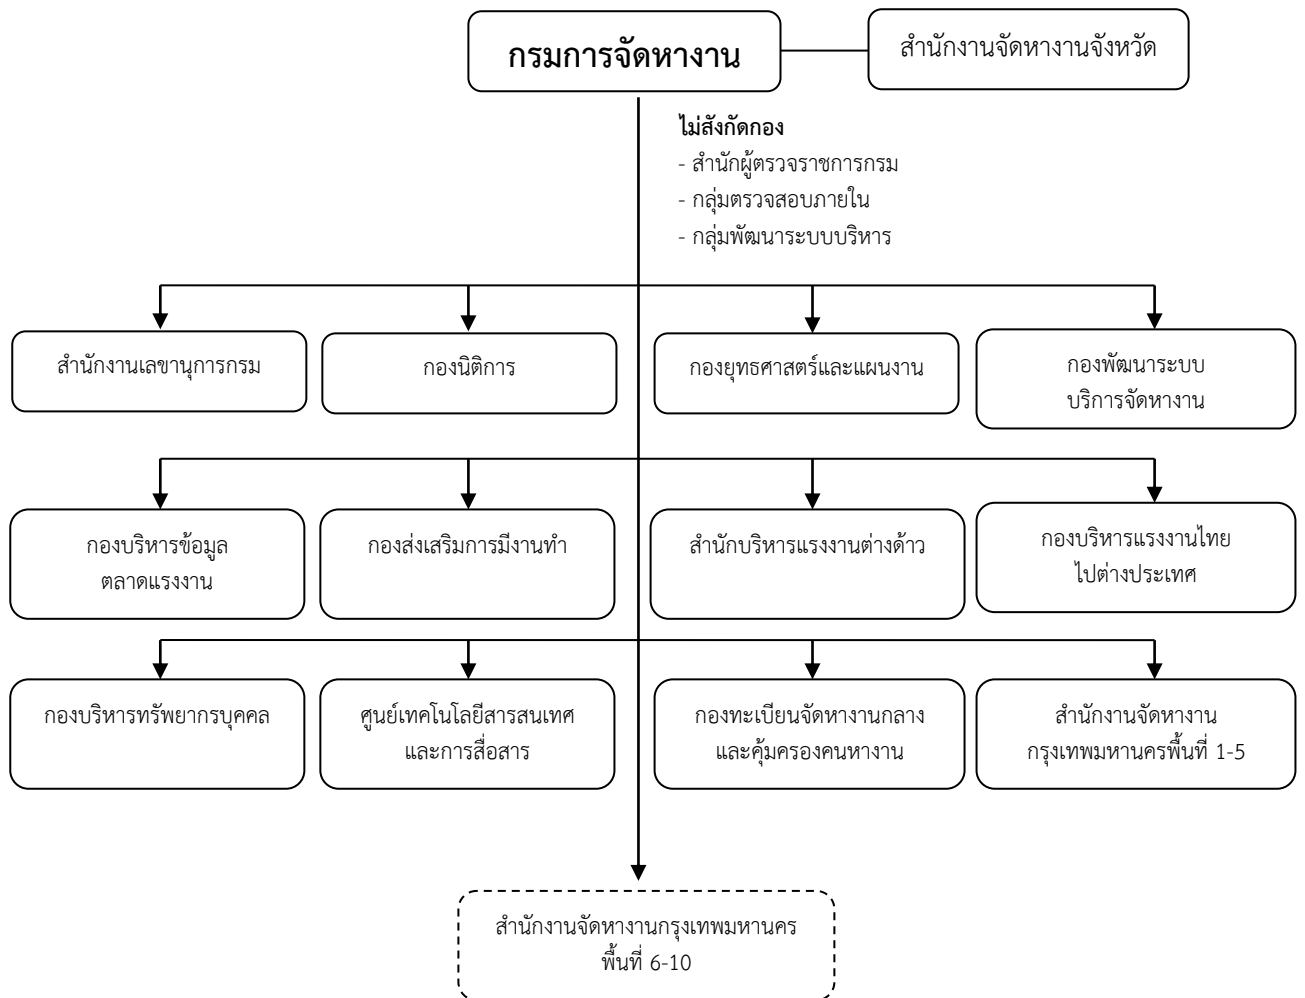 กรมการจัดหางาน
สำนักงานจัดหางานจังหวัด
ไม่สังกัดกอง
- สำนักผู้ตรวจราชการกรม
- กลุ่มตรวจสอบภายใน
- กลุ่มพัฒนาระบบบริหาร
สำนักงานเลขานุการกรม
กองนิติการ
กองยุทธศาสตร์และแผนงาน
กองพัฒนาระบบ
บริการจัดหางาน
กองบริหารข้อมูล
ตลาดแรงงาน
กองส่งเสริมการมีงานทำ
สำนักบริหารแรงงานต่างด้าว
กองบริหารแรงงานไทย
ไปต่างประเทศ
กองบริหารทรัพยากรบุคคล
ศูนย์เทคโนโลยีสารสนเทศ
และการสื่อสาร
กองทะเบียนจัดหางานกลาง
และคุ้มครองคนหางาน
สำนักงานจัดหางาน
กรุงเทพมหานครพื้นที่ 1-5
สำนักงานจัดหางานกรุงเทพมหานคร
พื้นที่ 6-10